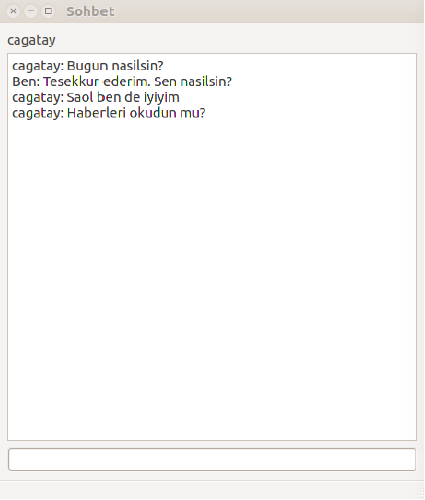 Sohbet
cagatay
cagatay: Bugun nasilsin?
Ben: Tesekkur ederim. Sen nasilsin?
cagatay: Saol ben de iyiyim
cagatay: Haberleri okudun mu?